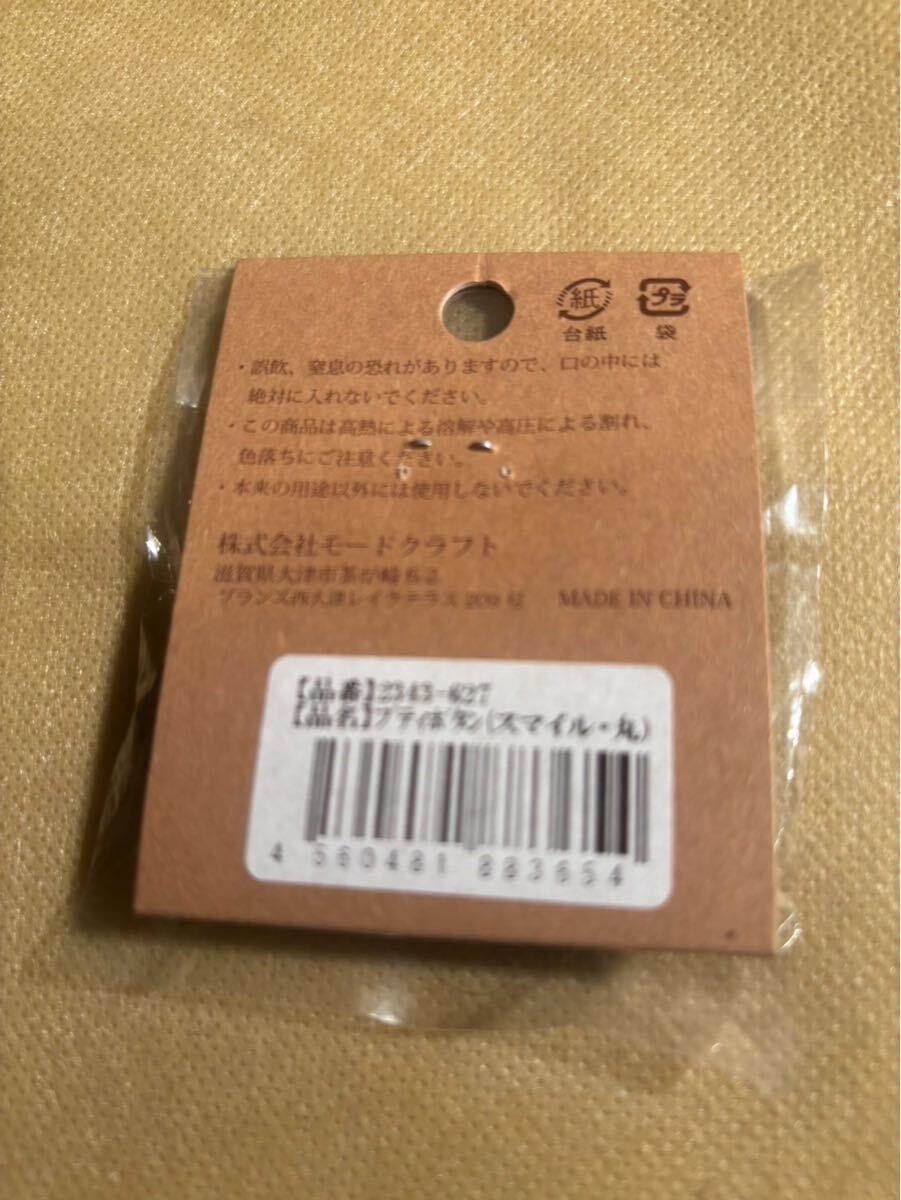 紙
プラ
台紙
袋
・誤飲、窒息の恐れがありますので、口の中には
絶対に入れないでください。
・この商品は高熱による溶解や高圧による割れ、
色落ちにご注意ください。
・本来の用途以外には使用しないでください。
株式会社モードクラフト
滋賀県大津市茶が崎 6-2
ブランズ西大津レイクテラス 209 号 MADE IN CHINA
【品番】2343-627
【品名】プティボタン(スマイル・丸)
4 560481 883654